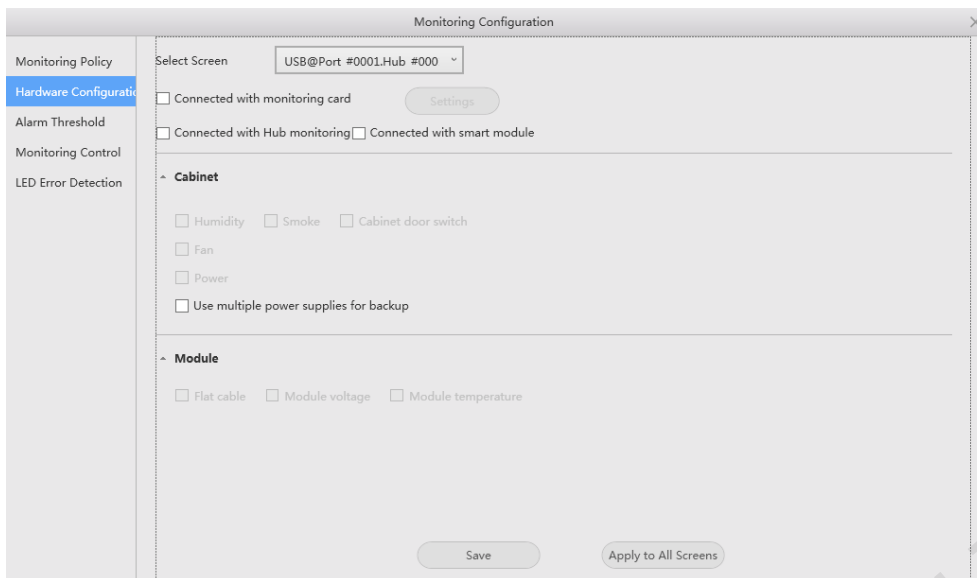 Monitoring Configuration
Monitoring Policy
Hardware Configuratio
Alarm Threshold
Monitoring Control
LED Error Detection
Select Screen USB@Port #0001.Hub #000
Connected with monitoring card Settings
Connected with Hub monitoring Connected with smart module
Cabinet
Humidity Smoke Cabinet door switch
Fan
Power
Use multiple power supplies for backup
Module
Flat cable Module voltage Module temperature
Save Apply to All Screens